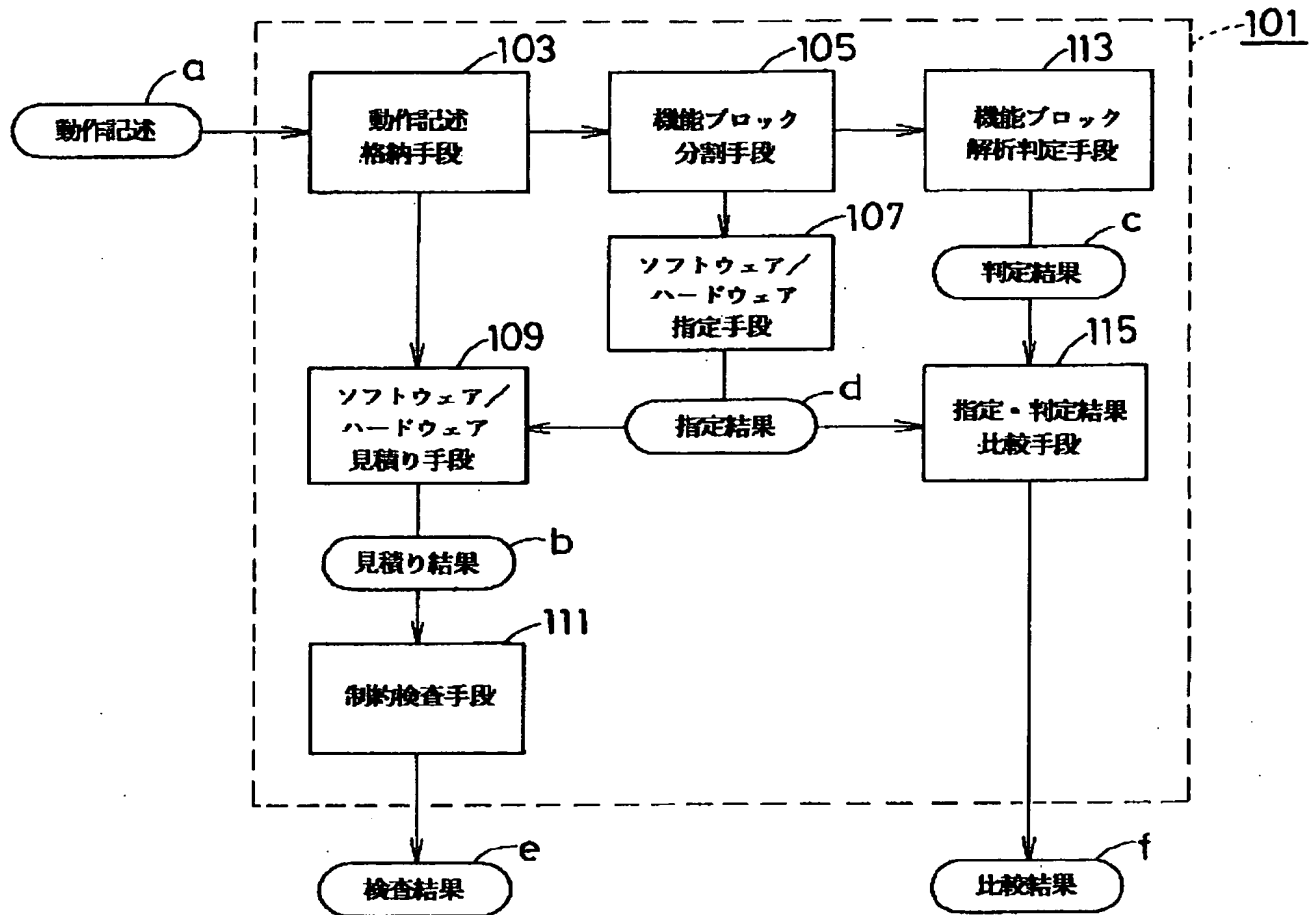 101
103
105
113
a
動作記述
動作記述
格納手段
機能ブロック
分割手段
機能ブロック
解析判定手段
107
c
ソフトウェア/
ハードウェア
指定手段
判定結果
109
115
ソフトウェア/
ハードウェア
見積り手段
d
指定結果
指定・判定結果
比較手段
b
見積り結果
111
制約検査手段
e
検査結果
f
比較結果